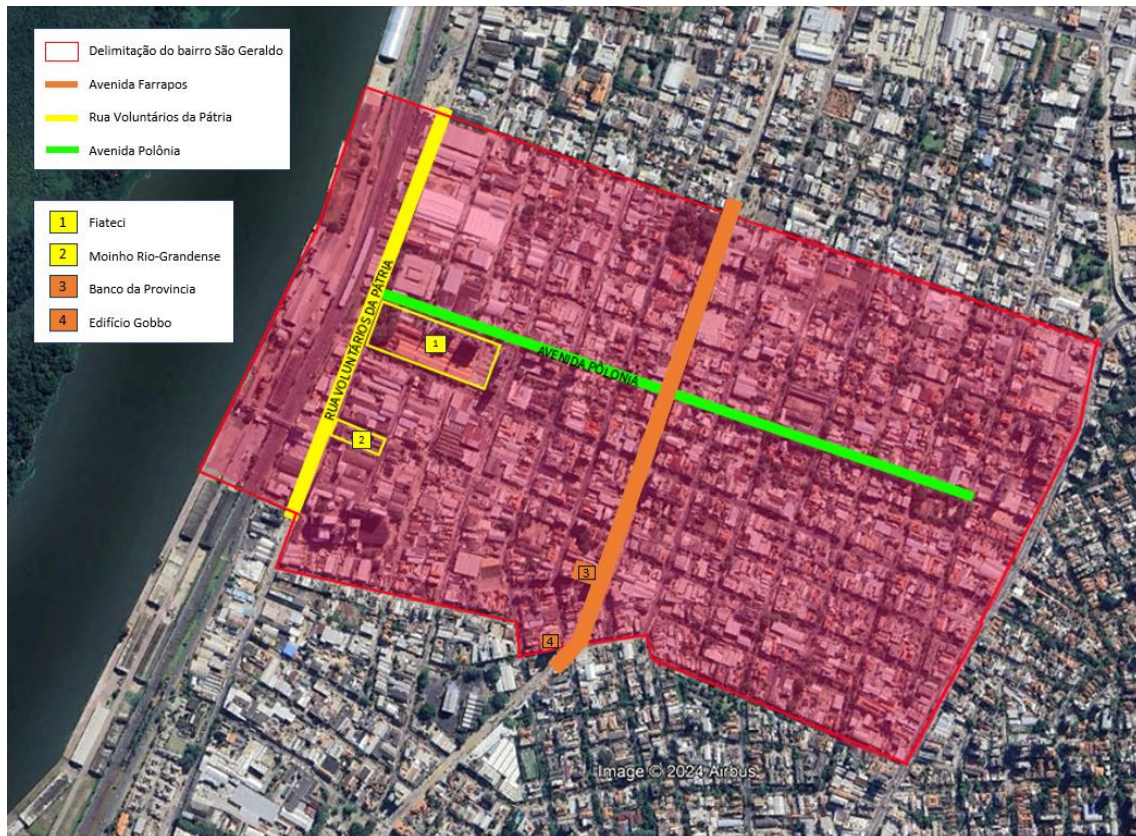 Delimitação do bairro São Geraldo
Avenida Farrapos
Rua Voluntários da Pátria
Avenida Polônia
1 Fiateci
2 Moinho Rio-Grandense
3 Banco da Provincia
4 Edifício Gobbo
RUA VOLUNTÁRIOS DA PÁTRIA
1
AVENIDA PÔLONIA
2
3
4
Image © 2024 Airbus